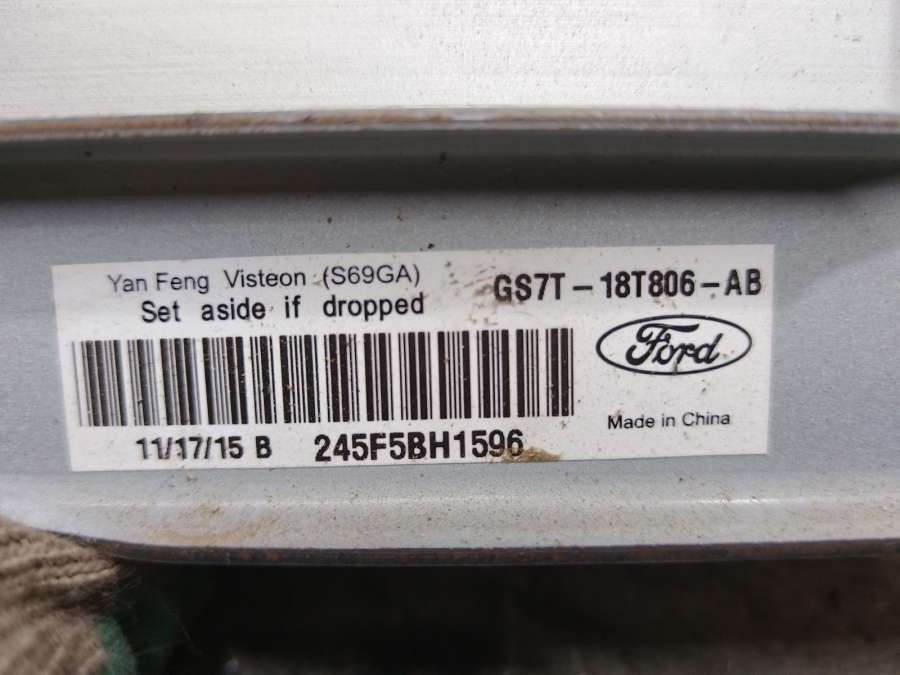 Yan Feng Visteon (S69GA)
Set aside if dropped
GS7T-18T806-AB
Ford
Made in China
11/17/15 B 245F5BH1596